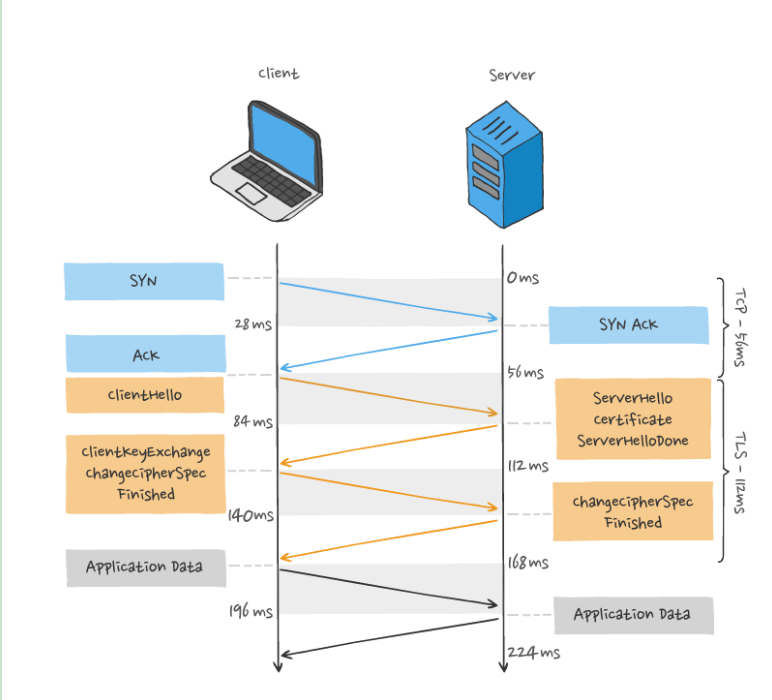 client
Server
SYN
0ms
28ms
SYN Ack
TCP - 56ms
Ack
56ms
clientHello
84ms
ServerHello
certificate
ServerHelloDone
clientkeyExchange
changecipherSpec
Finished
112ms
TLS - 112ms
140ms
changecipherSpec
Finished
Application Data
168ms
196ms
Application Data
224ms